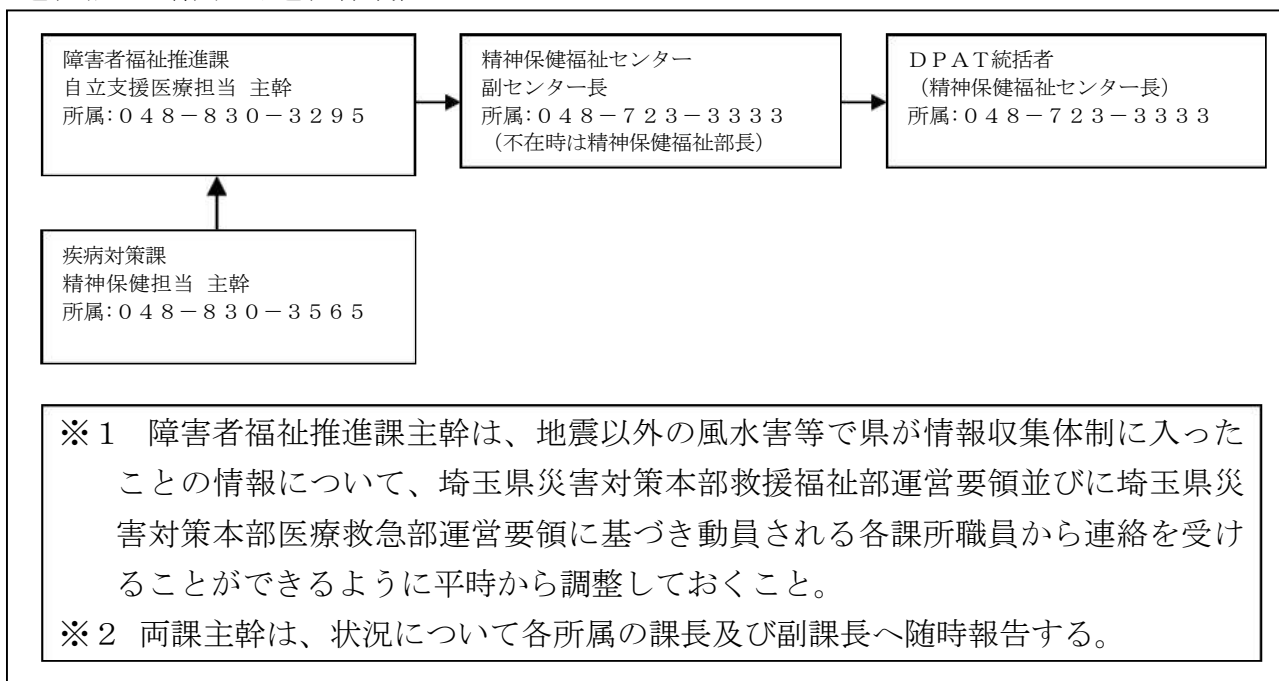 障害者福祉推進課
自立支援医療担当 主幹
所属:０４８－８３０－３２９５
精神保健福祉センター
副センター長
所属:０４８－７２３－３３３３
（不在時は精神保健福祉部長）
ＤＰＡＴ統括者
（精神保健福祉センター長）
所属:０４８－７２３－３３３３
疾病対策課
精神保健担当 主幹
所属:０４８－８３０－３５６５
※１　障害者福祉推進課主幹は、地震以外の風水害等で県が情報収集体制に入った
ことの情報について、埼玉県災害対策本部救援福祉部運営要領並びに埼玉県災
害対策本部医療救急部運営要領に基づき動員される各課所職員から連絡を受け
ることができるように平時から調整しておくこと。
※２ 両課主幹は、状況について各所属の課長及び副課長へ随時報告する。